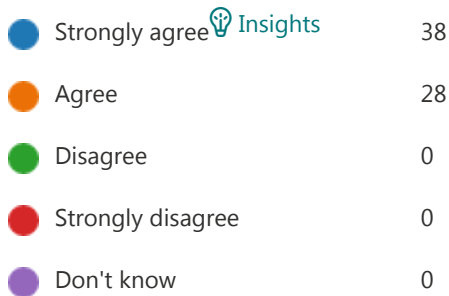 Strongly agree Insights 38
Agree 28
Disagree 0
Strongly disagree 0
Don't know 0